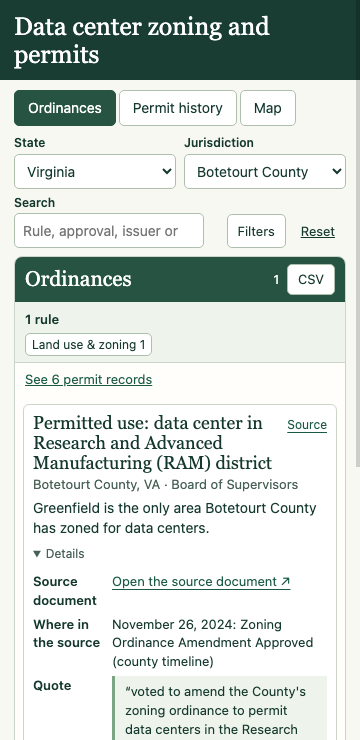 Data center zoning and
permits
Ordinances
Permit history
Map
State
Jurisdiction
Virginia
Botetourt County
Search
Rule, approval, issuer or
Filters
Reset
Ordinances
1
CSV
1 rule
Land use & zoning 1
See 6 permit records
Permitted use: data center in
Research and Advanced
Manufacturing (RAM) district
Source
Botetourt County, VA · Board of Supervisors
Greenfield is the only area Botetourt County
has zoned for data centers.
▼ Details
Source
document
Open the source document ↗
Where in
the source
November 26, 2024: Zoning
Ordinance Amendment Approved
(county timeline)
Quote
“voted to amend the County's
zoning ordinance to permit
data centers in the Research